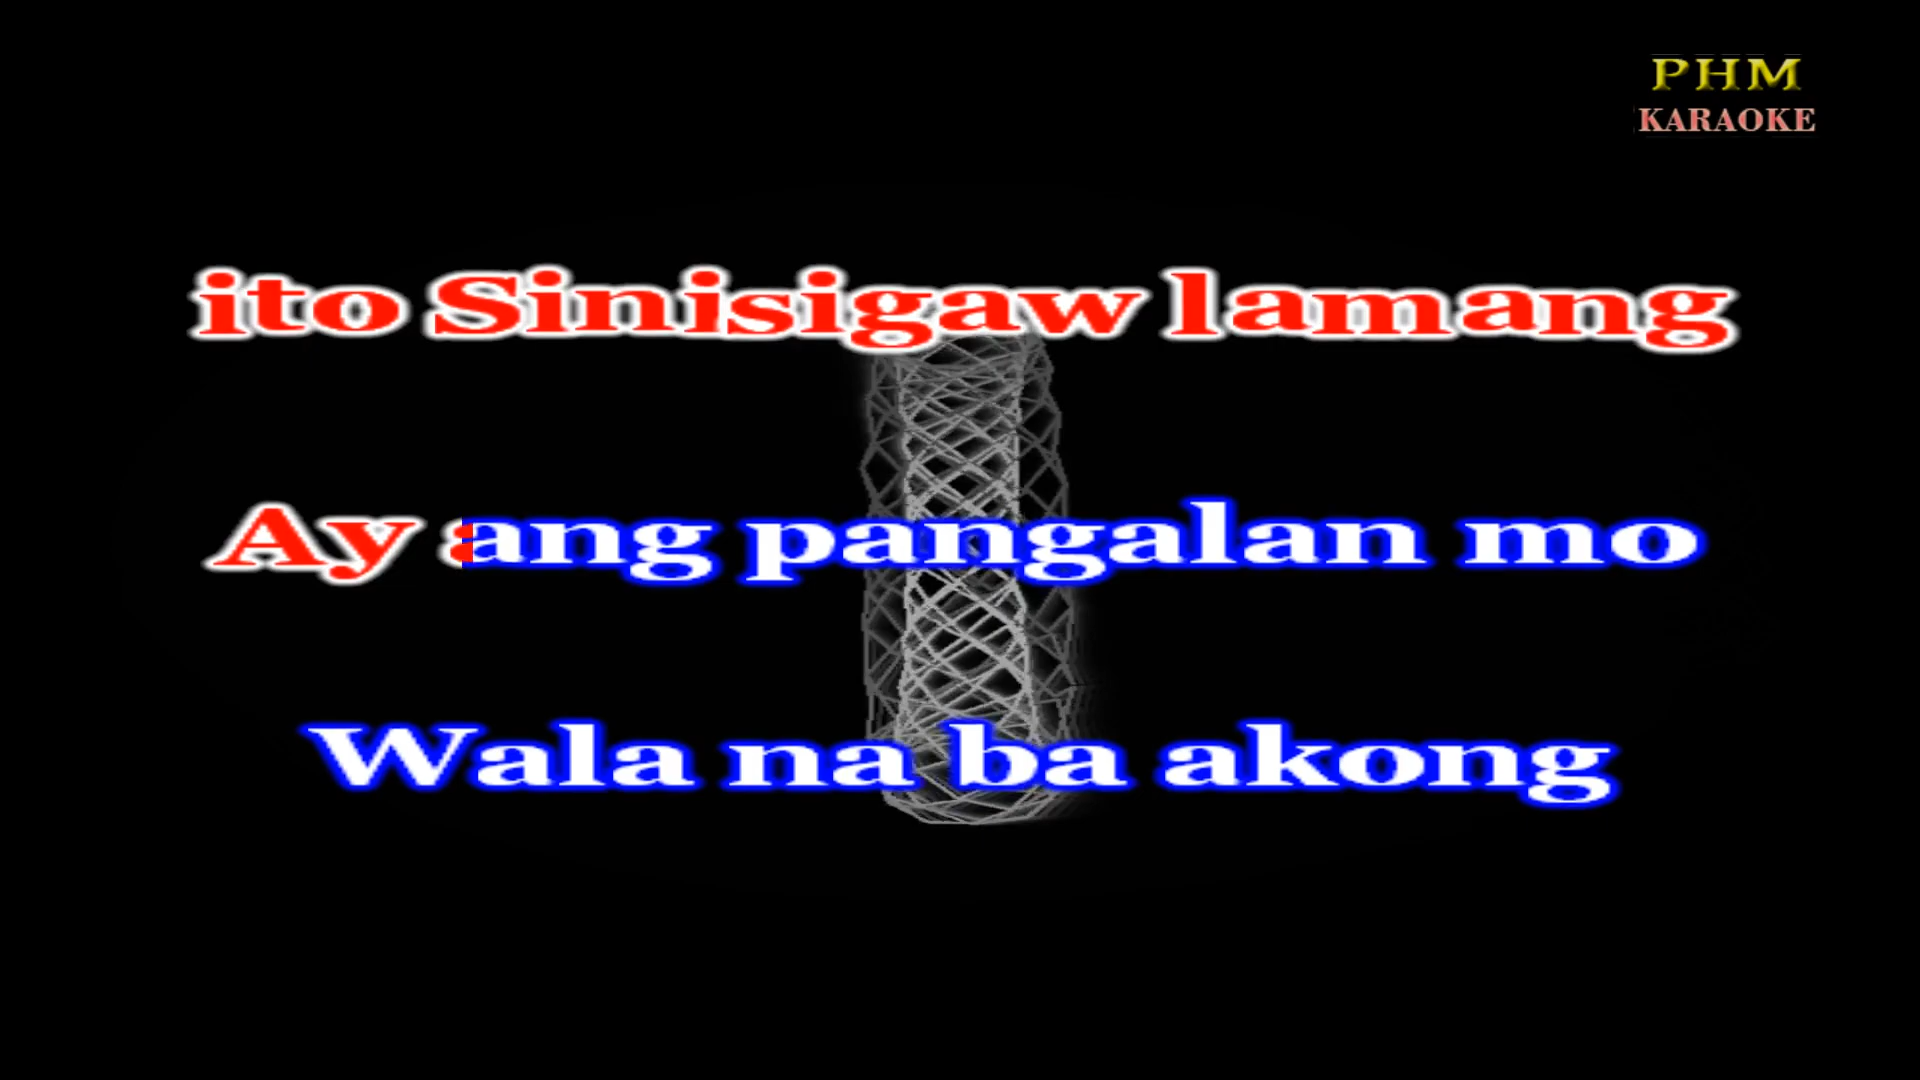 PHM
KARAOKE
ito Sinisigaw lamang
Ay ang pangalan mo
Wala na ba akong